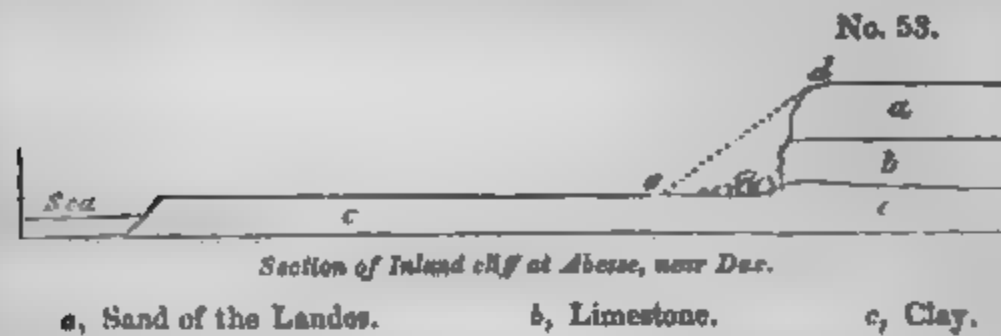 No. 53.
d
a
b
e
Sea
c
c
Section of Inland cliff at Abesse, near Dax.
a, Sand of the Landes.
b, Limestone.
c, Clay.